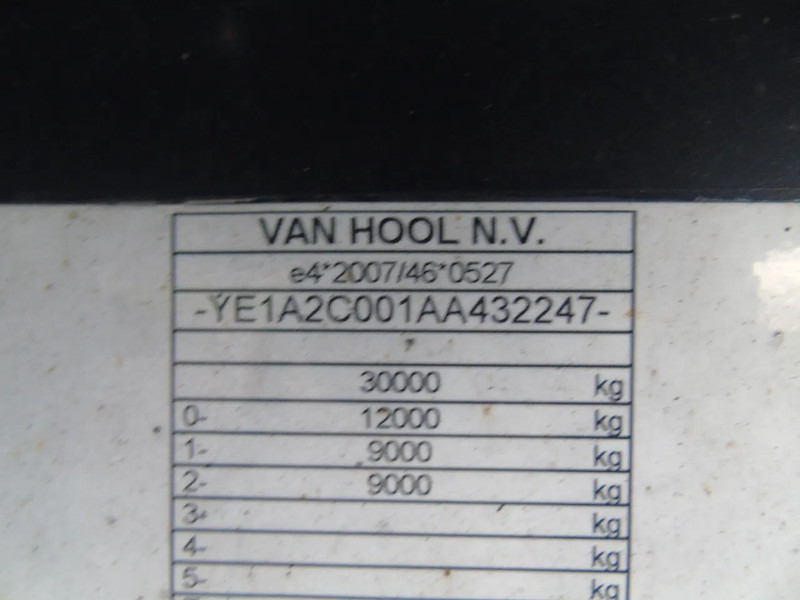 VAN HOOL N.V.
e4*2007/46*0527
-YE1A2C001AA432247-
30000 kg
0- 12000 kg
1- 9000 kg
2- 9000 kg
3- kg
4- kg
5- kg